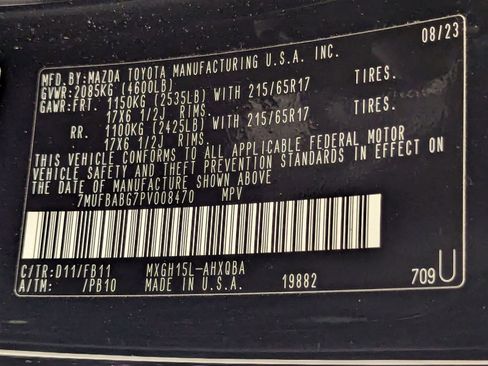 MFD.BY:MAZDA TOYOTA MANUFACTURING U.S.A. INC. 08/23
GVWR:2085KG (4600LB)
GAWR:FRT. 1150KG (2535LB) WITH 215/65R17 TIRES.
17X6 1/2J RIMS.
RR. 1100KG (2425LB) WITH 215/65R17 TIRES.
17X6 1/2J RIMS.
THIS VEHICLE CONFORMS TO ALL APPLICABLE FEDERAL MOTOR
VEHICLE SAFETY AND THEFT PREVENTION STANDARDS IN EFFECT ON
THE DATE OF MANUFACTURE SHOWN ABOVE
7MUFBABG7PV008470 MPV
C/TR:D11/FB11 MXGH15L-AHXQBA
A/TM: /PB10 MADE IN U.S.A. 19882 709U